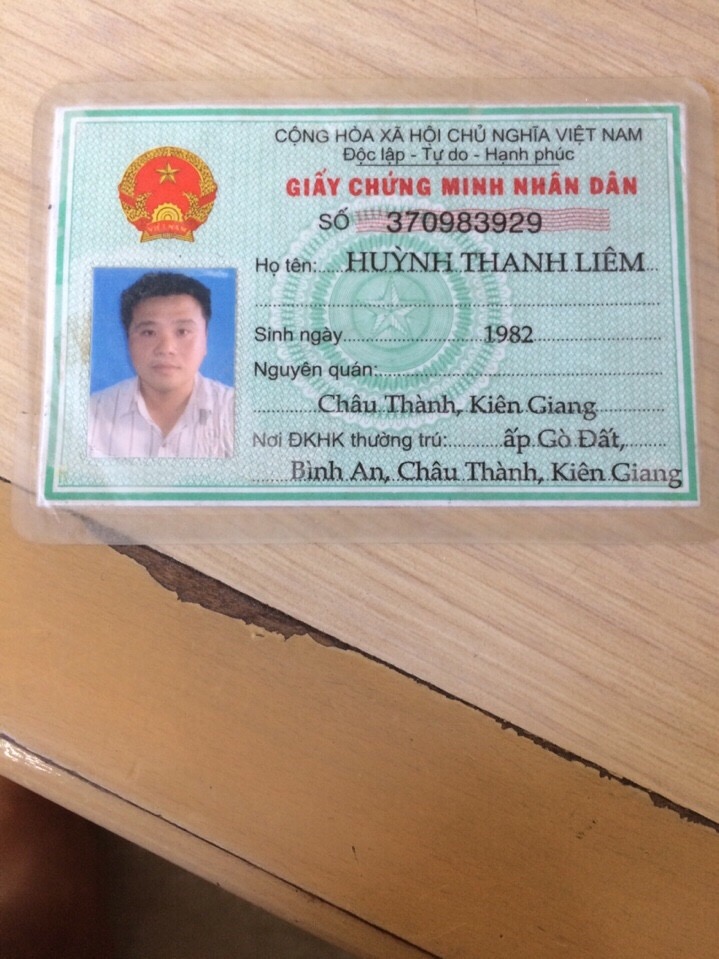 CỘNG HÒA XÃ HỘI CHỦ NGHĨA VIỆT NAM
Độc lập - Tự do - Hạnh phúc
GIẤY CHỨNG MINH NHÂN DÂN
SỐ 370983929
VIỆT NAM
Họ tên: HUỲNH THANH LIÊM
Sinh ngày 1982
Nguyên quán:
Châu Thành, Kiên Giang
Nơi ĐKHK thường trú: ấp Gò Đất,
Bình An, Châu Thành, Kiên Giang